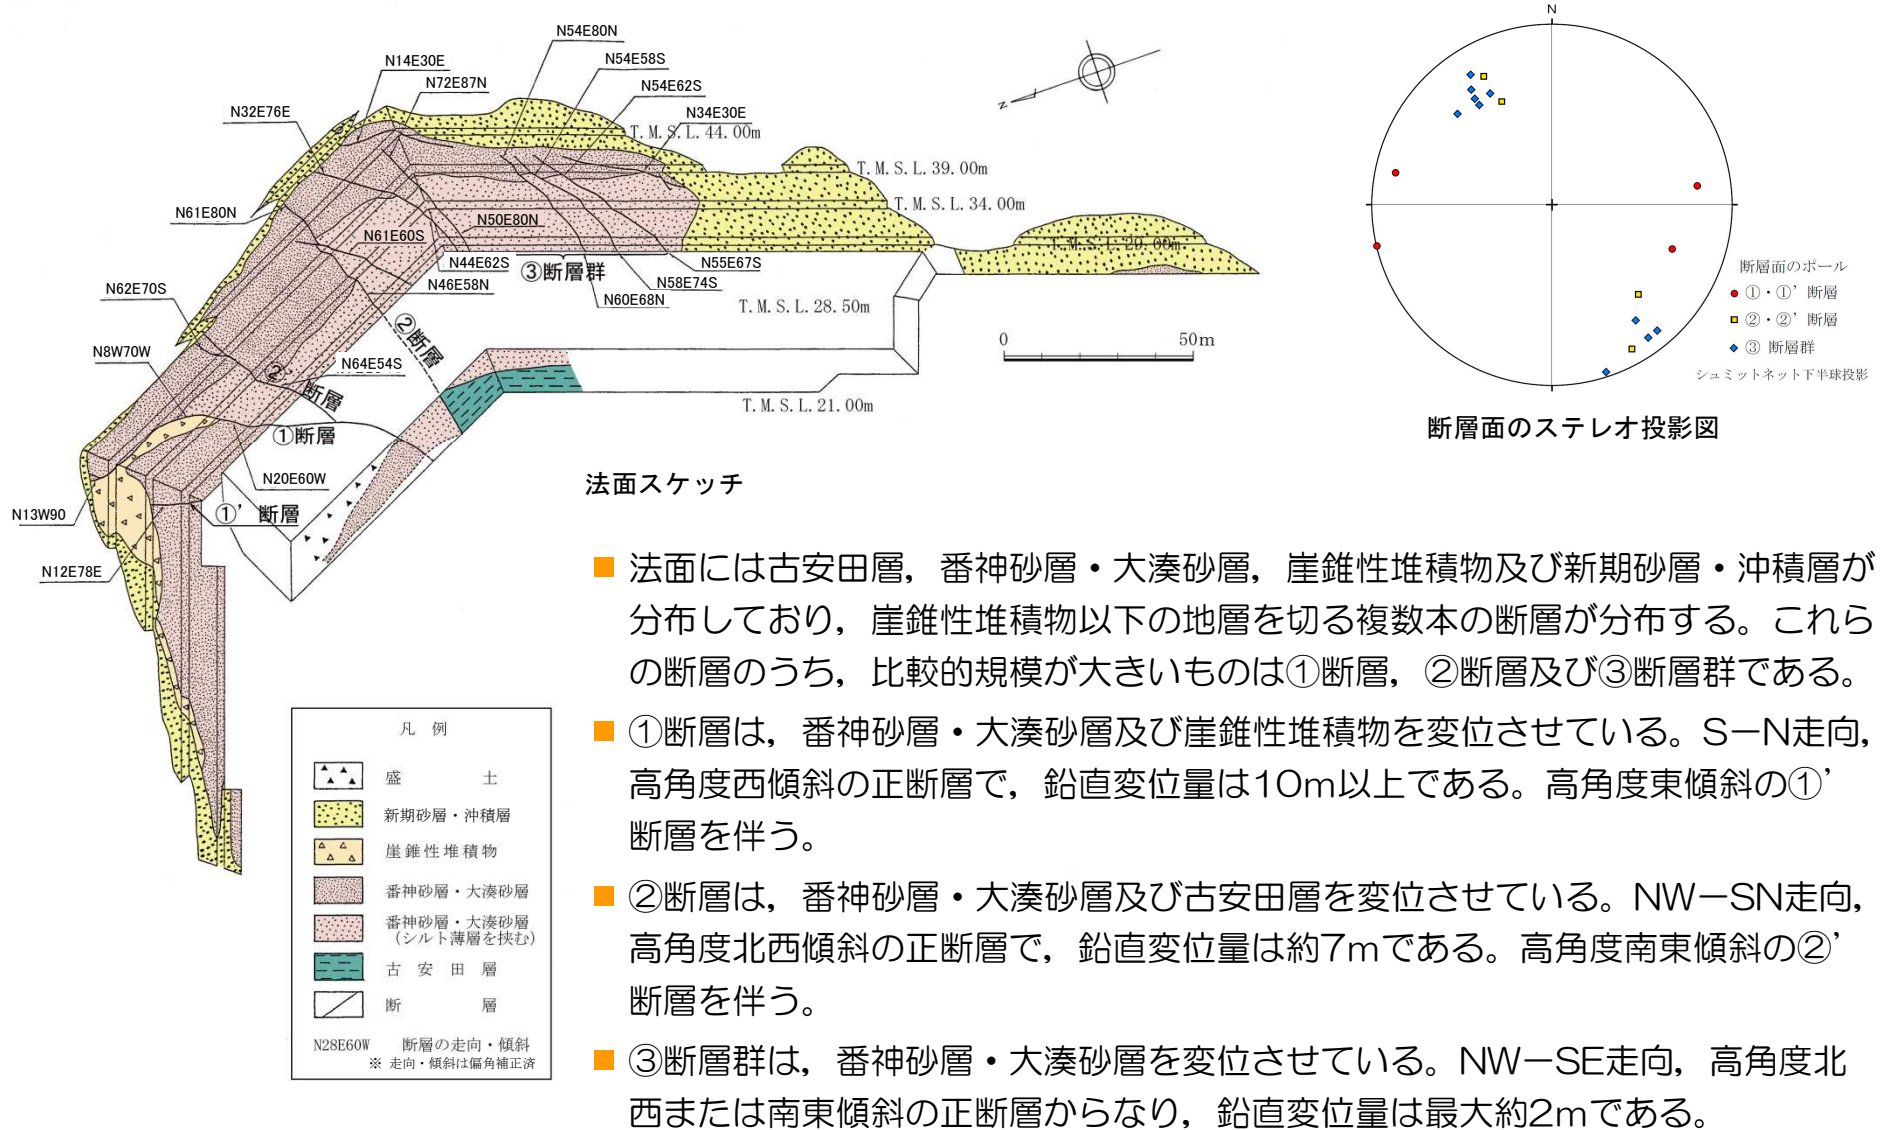 N54E80N
N14E30E
N54E58S
N72E87N
N54E62S
N32E76E
N34E30E
T.M.S.L.44.00m
T.M.S.L.39.00m
T.M.S.L.34.00m
T.M.S.L.29.00m
N61E80N
N50E80N
N61E60S
N44E62S
③断層群
N55E67S
N46E58N
N58E74S
N62E70S
N60E68N
T.M.S.L.28.50m
②断層
N8W70W
N64E54S
②’断層
①断層
T.M.S.L.21.00m
N20E60W
N13W90
①’断層
N12E78E
z
0 50m
法面スケッチ
N
断層面のポール
①・①’断層
②・②’断層
③ 断層群
シュミットネット下半球投影
断層面のステレオ投影図
凡 例
盛 土
新期砂層・沖積層
崖錐性堆積物
番神砂層・大湊砂層
番神砂層・大湊砂層
(シルト薄層を挟む)
古安田層
断 層
N28E60W 断層の走向・傾斜
※ 走向・傾斜は偏角補正済
法面には古安田層，番神砂層・大湊砂層，崖錐性堆積物及び新期砂層・沖積層が
分布しており，崖錐性堆積物以下の地層を切る複数本の断層が分布する。これら
の断層のうち，比較的規模が大きいものは①断層，②断層及び③断層群である。
①断層は，番神砂層・大湊砂層及び崖錐性堆積物を変位させている。S－N走向，
高角度西傾斜の正断層で，鉛直変位量は10m以上である。高角度東傾斜の①’
断層を伴う。
②断層は，番神砂層・大湊砂層及び古安田層を変位させている。NW－SN走向，
高角度北西傾斜の正断層で，鉛直変位量は約7mである。高角度南東傾斜の②’
断層を伴う。
③断層群は，番神砂層・大湊砂層を変位させている。NW－SE走向，高角度北
西または南東傾斜の正断層からなり，鉛直変位量は最大約2mである。